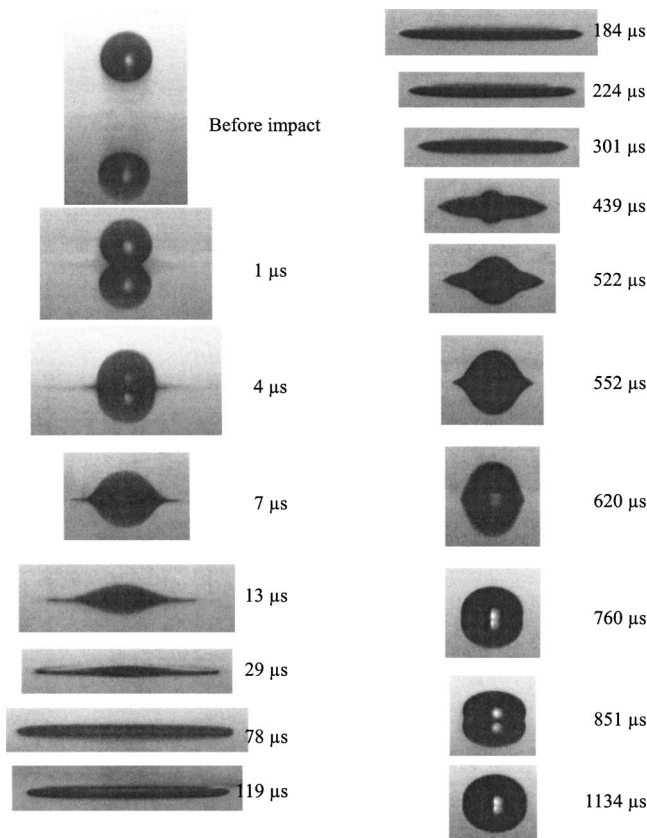 Before impact
1 μs
4 μs
7 μs
13 μs
29 μs
78 μs
119 μs
184 μs
224 μs
301 μs
439 μs
522 μs
552 μs
620 μs
760 μs
851 μs
1134 μs